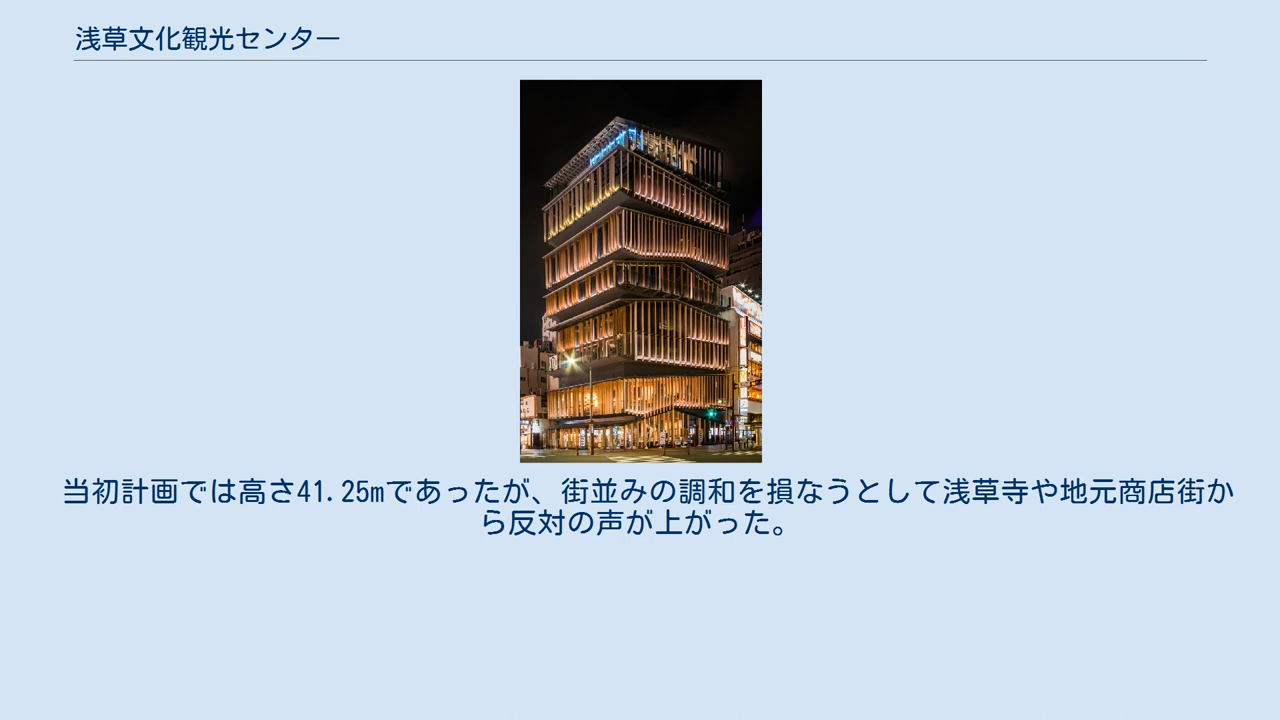 浅草文化観光センター
当初計画では高さ41.25mであったが、街並みの調和を損なうとして浅草寺や地元商店街か
ら反対の声が上がった。